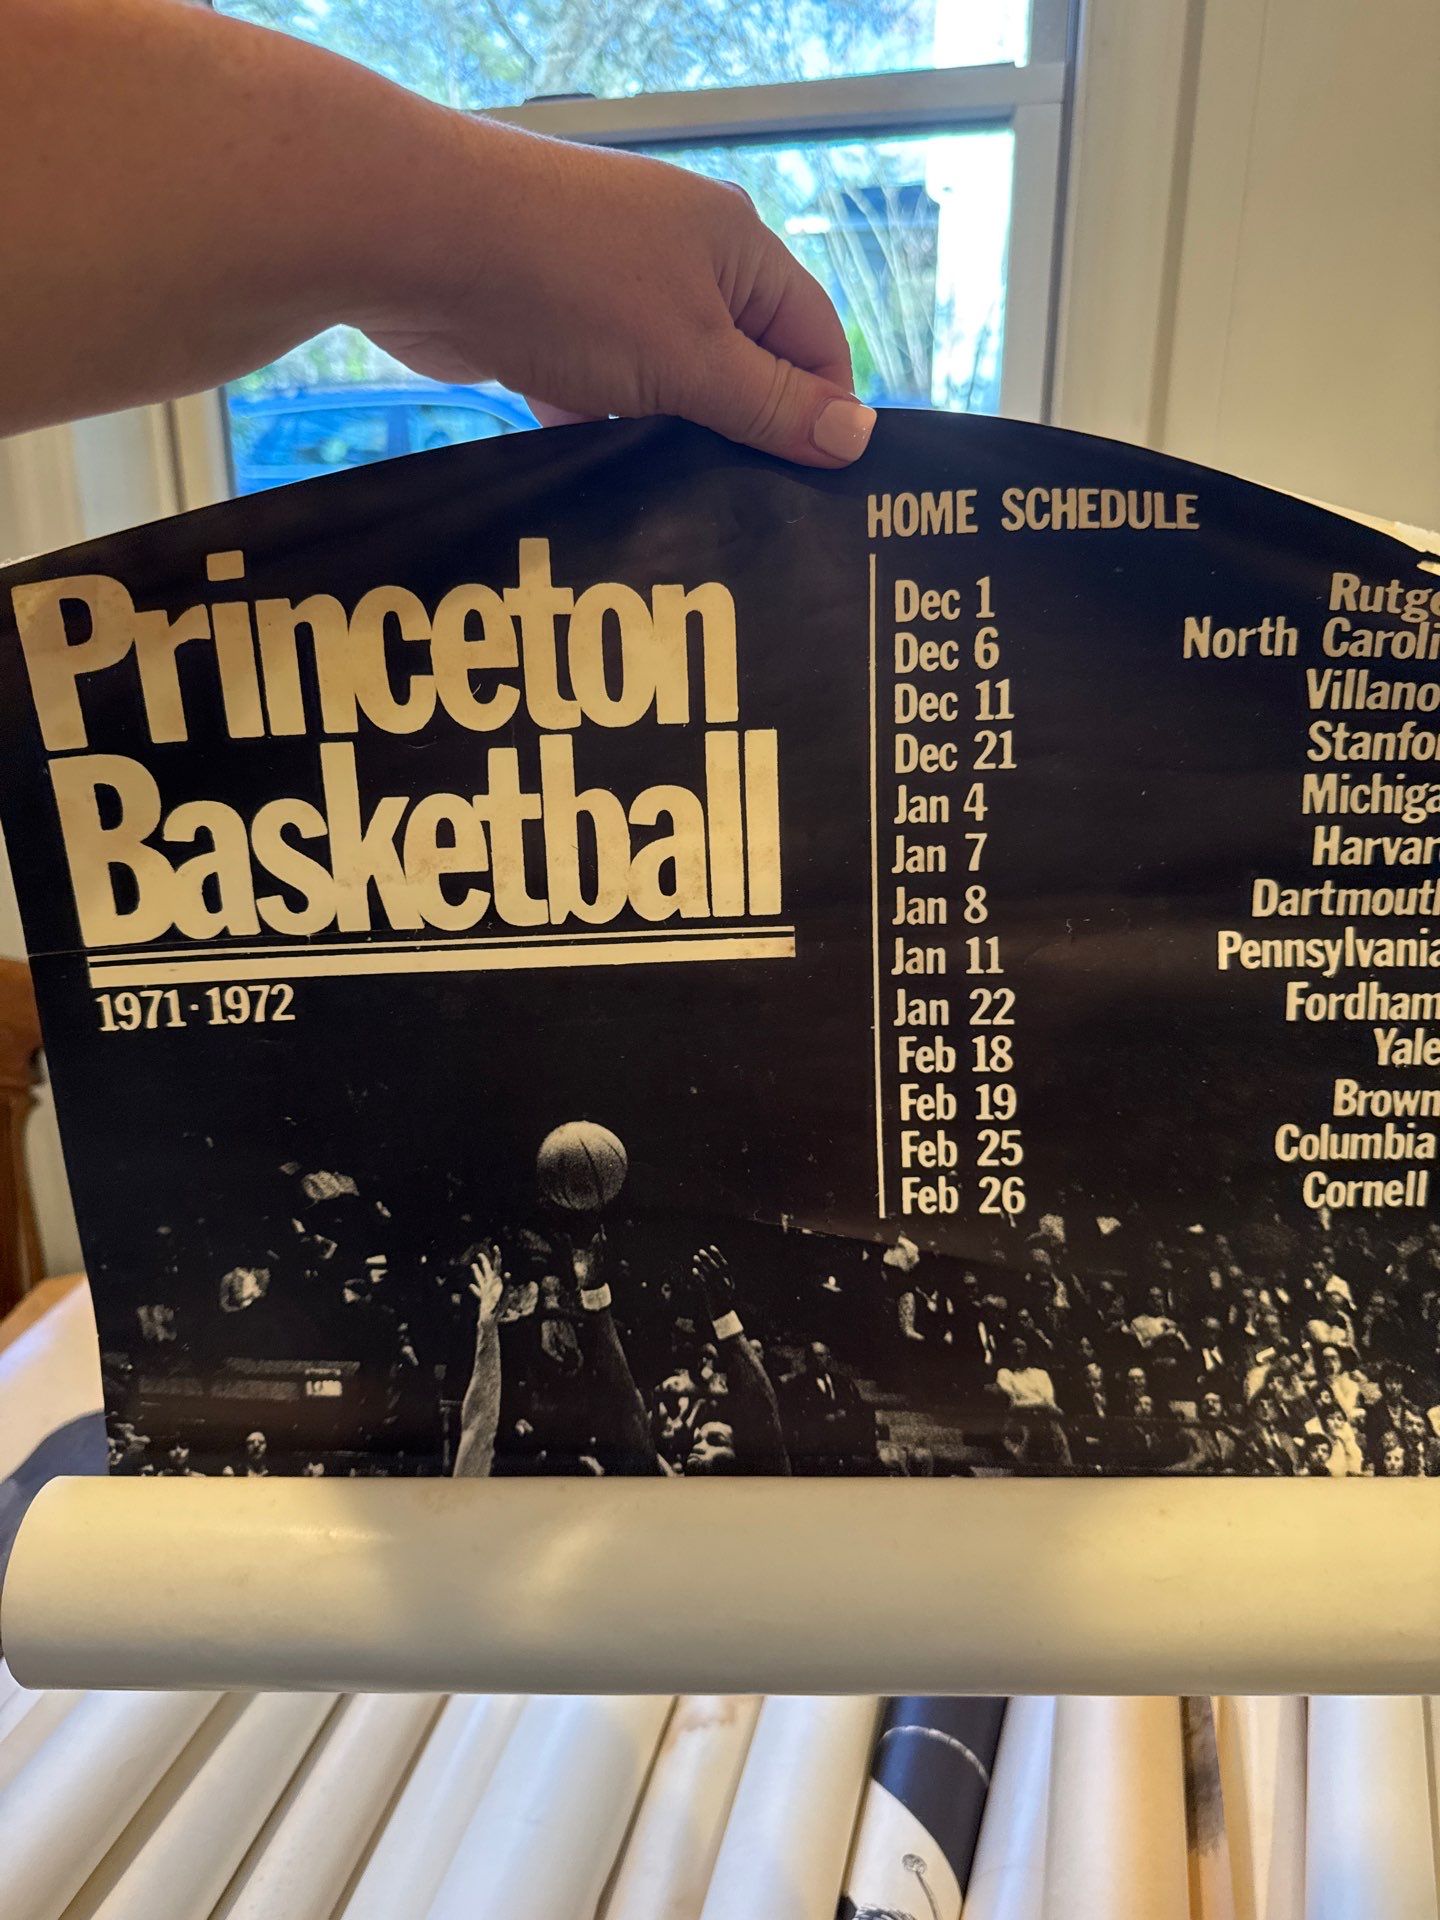 Princeton
Basketball
1971-1972
HOME SCHEDULE
Dec 1 Rutge
Dec 6 North Caroli
Dec 11 Villano
Dec 21 Stanfo
Jan 4 Michiga
Jan 7 Harvar
Jan 8 Dartmouth
Jan 11 Pennsylvania
Jan 22 Fordham
Feb 18 Yale
Feb 19 Brown
Feb 25 Columbia
Feb 26 Cornell